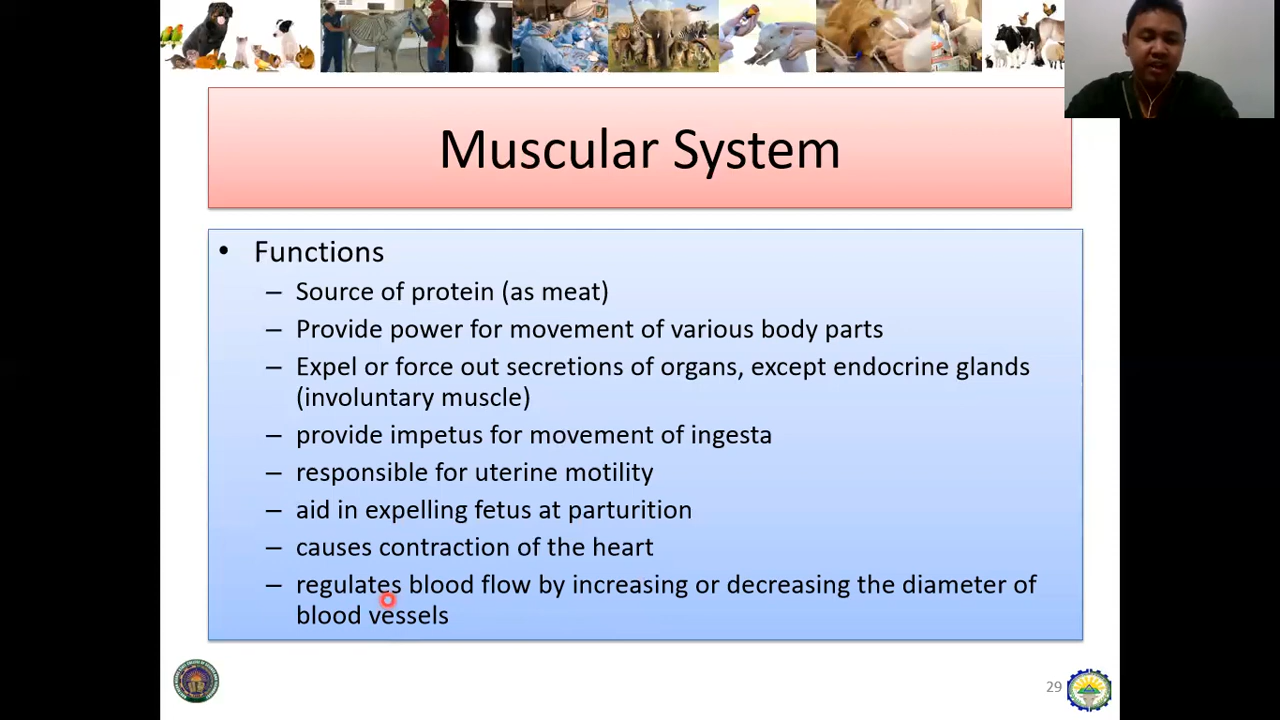 Muscular System
• Functions
– Source of protein (as meat)
– Provide power for movement of various body parts
– Expel or force out secretions of organs, except endocrine glands
(involuntary muscle)
– provide impetus for movement of ingesta
– responsible for uterine motility
– aid in expelling fetus at parturition
– causes contraction of the heart
– regulates blood flow by increasing or decreasing the diameter of
blood vessels
29